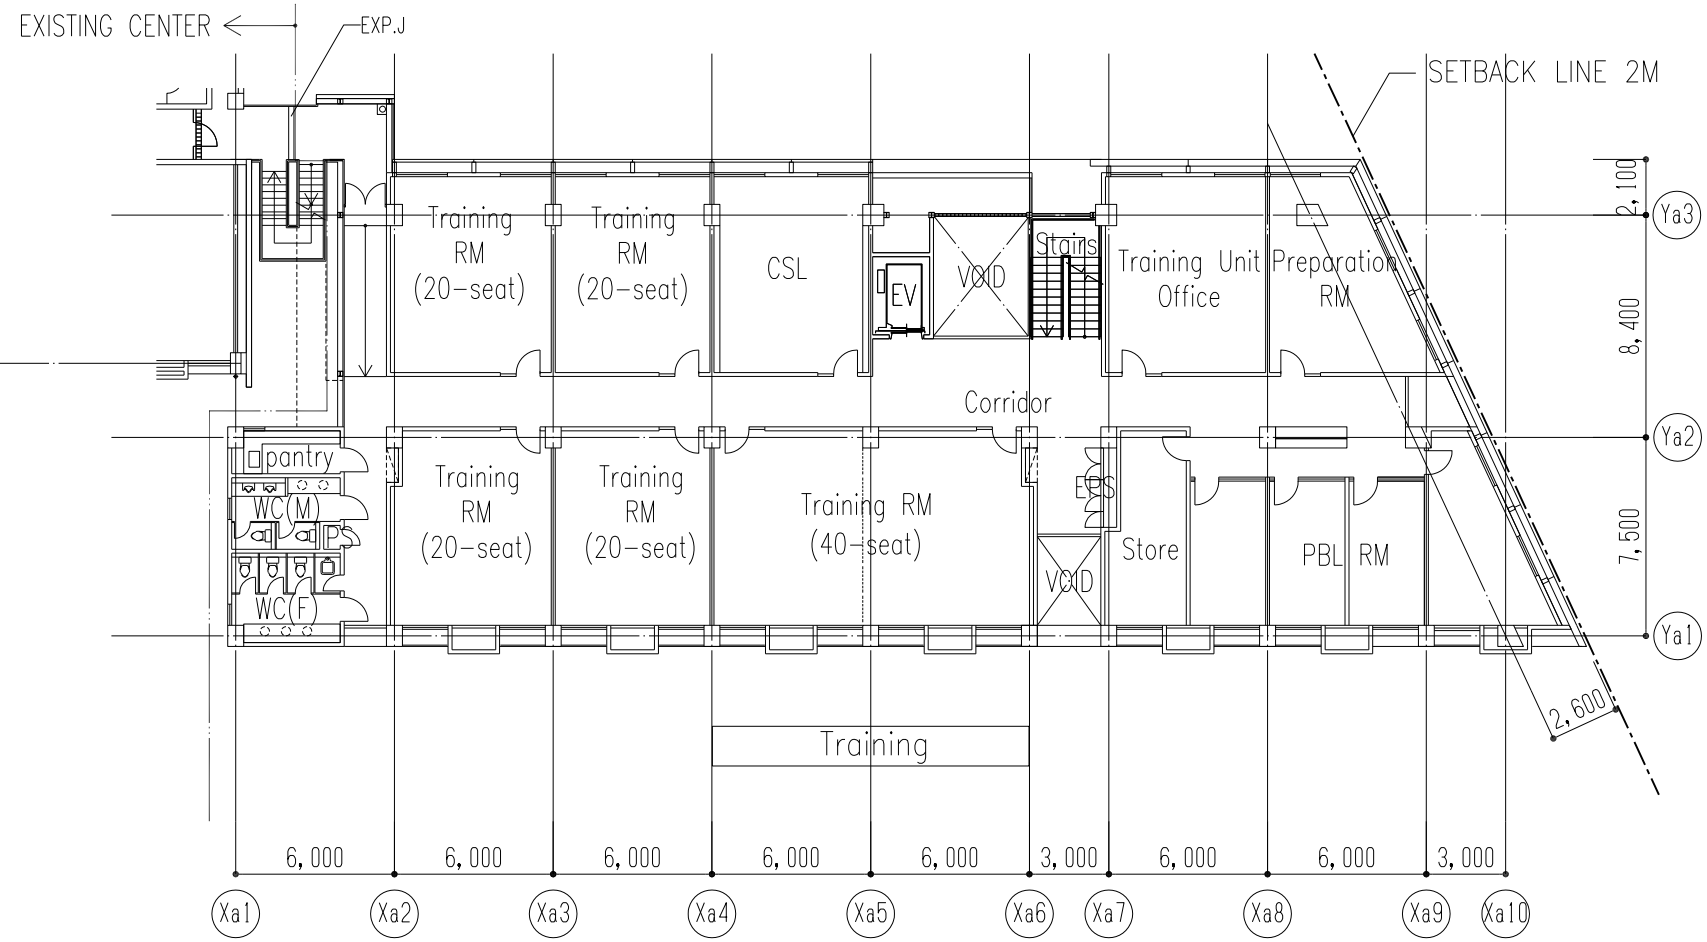 EXISTING CENTER
EXP.J
SETBACK LINE 2M
2,100
Ya3
Training
RM
(20-seat)
Training
RM
(20-seat)
CSL
EV
VOID
Stairs
Training Unit
Office
Preparation
RM
8,400
Corridor
Ya2
pantry
WC(M)
PS
WC(F)
Training
RM
(20-seat)
Training
RM
(20-seat)
Training RM
(40-seat)
EPS
VOID
Store
PBL RM
7,500
Ya1
2,600
Training
6,000
6,000
6,000
6,000
6,000
3,000
6,000
6,000
3,000
Xa1
Xa2
Xa3
Xa4
Xa5
Xa6
Xa7
Xa8
Xa9
Xa10